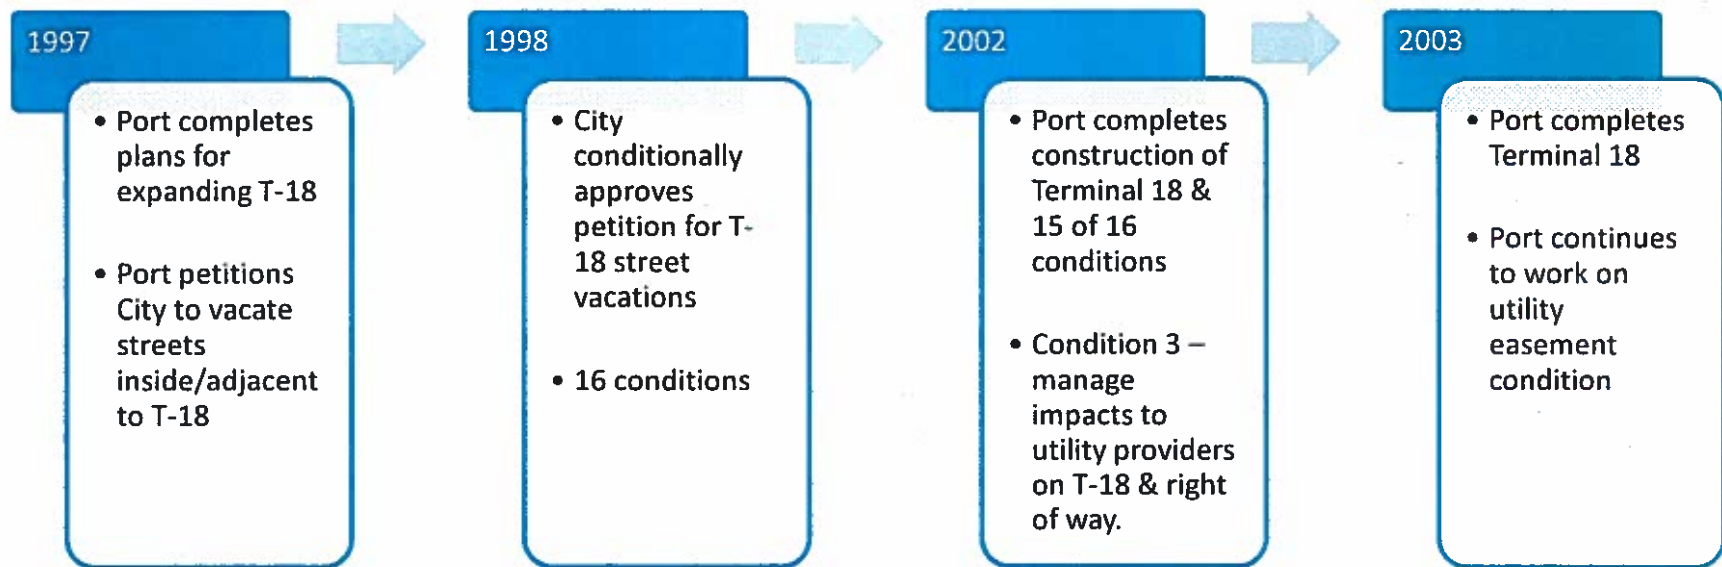 1997
• Port completes
plans for
expanding T-18
• Port petitions
City to vacate
streets
inside/adjacent
to T-18
1998
• City
conditionally
approves
petition for T-
18 street
vacations
• 16 conditions
2002
• Port completes
construction of
Terminal 18 &
15 of 16
conditions
• Condition 3 –
manage
impacts to
utility providers
on T-18 & right
of way.
2003
• Port completes
Terminal 18
• Port continues
to work on
utility
easement
condition